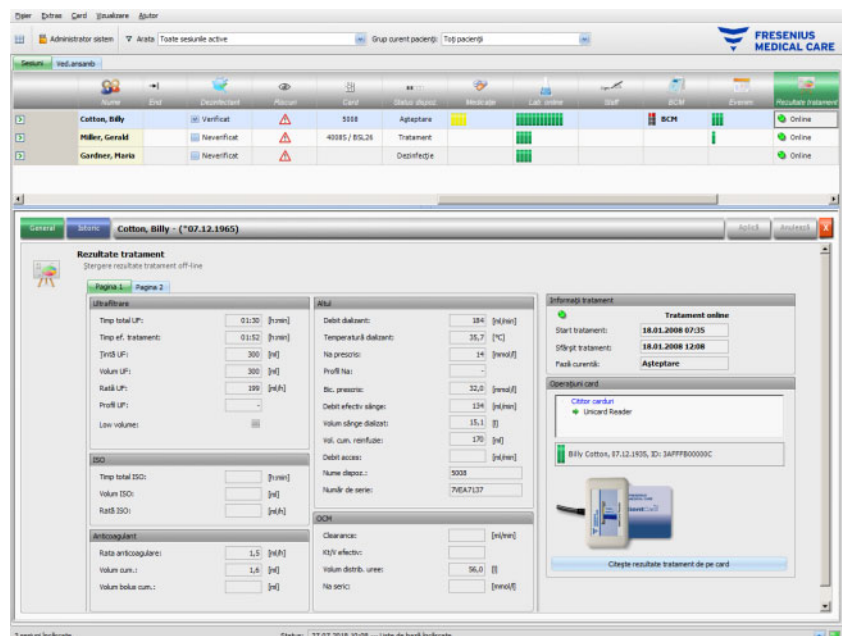 Fișier Extras Card Vizualizare Ajutor
Administrator sistem Arata Toate sesiunile active Grup curent pacienți: Toți pacienții
FRESENIUS
MEDICAL CARE
Sesiuni Ved.ansamb
Nume End Dezinfectant Riscuri Card Status dispoz. Medicație Lab. online Staff BCM Evenim Rezultate tratament
Cotton, Billy Verificat 5008 Așteptare BCM Online
Miller, Gerald Neverificat 4008S / BSL26 Tratament Online
Gardner, Maria Neverificat Dezinfecție Online
General Istoric Cotton, Billy - (*07.12.1965) Aplică Anulează X
Rezultate tratament
Ștergere rezultate tratament off-line
Pagina 1 Pagina 2
Ultrafiltrare
Timp total UF: 01:30 [h:min]
Timp ef. tratament: 01:52 [h:min]
Țintă UF: 300 [ml]
Volum UF: 300 [ml]
Rată UF: 199 [ml/h]
Profil UF: -
Low volume:
ISO
Timp total ISO: [h:min]
Volum ISO: [ml]
Rată ISO: [ml/h]
Anticoagulant
Rata anticoagulare: 1,5 [ml/h]
Volum cum.: 1,6 [ml]
Volum bolus cum.: [ml]
Altul
Debit dializant: 184 [ml/min]
Temperatură dializant: 35,7 [°C]
Na prescris: 14 [mmol/l]
Profil Na: -
Bic. prescris: 32,0 [mmol/l]
Debit efectiv sânge: 134 [ml/min]
Volum sânge dializat: 15,1 [l]
Vol. cum. reinfuzie: 170 [ml]
Debit acces: [ml/min]
Nume dispoz.: 5008
Număr de serie: 7VEA7137
OCM
Clearance: [ml/min]
Kt/V efectiv:
Volum distrib. uree: 56,0 [l]
Na seric: [mmol/l]
Informații tratament
Tratament online
Start tratament: 18.01.2008 07:35
Sfârșit tratament: 18.01.2008 12:08
Fază curentă: Așteptare
Operațiuni card
Cititor carduri
Unicard Reader
Billy Cotton, 07.12.1935, ID: 3AFFFB00000C
FRESENIUS
MEDICAL CARE
Citește rezultate tratament de pe card